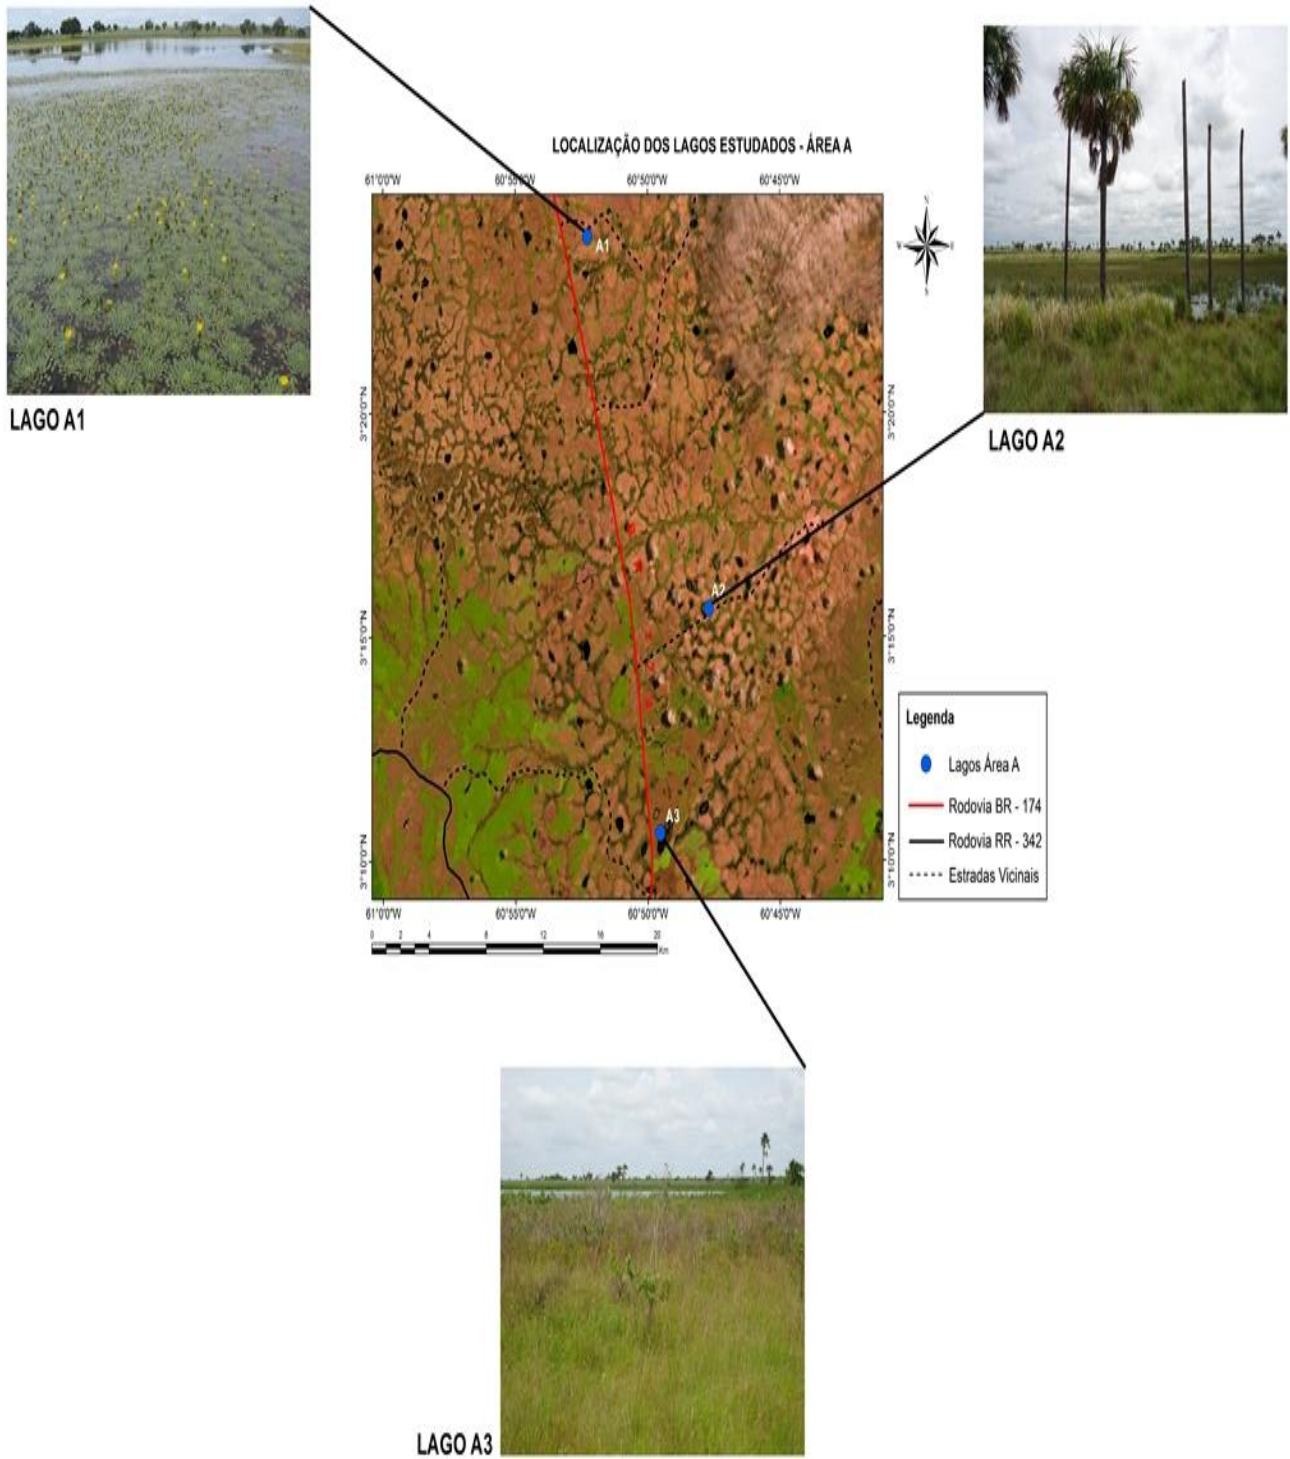 LOCALIZAÇÃO DOS LAGOS ESTUDADOS - ÁREA A
61°0'0"W 60°55'0"W 60°50'0"W 60°45'0"W
N
W E
S
A1
LAGO A1
3°20'0"N 3°20'0"N
LAGO A2
A2
3°15'0"N 3°15'0"N
Legenda
Lagos Área A
Rodovia BR - 174
Rodovia RR - 342
Estradas Vicinais
A3
3°10'0"N 3°10'0"N
61°0'0"W 60°55'0"W 60°50'0"W 60°45'0"W
0 2 4 8 12 16 20
Km
LAGO A3